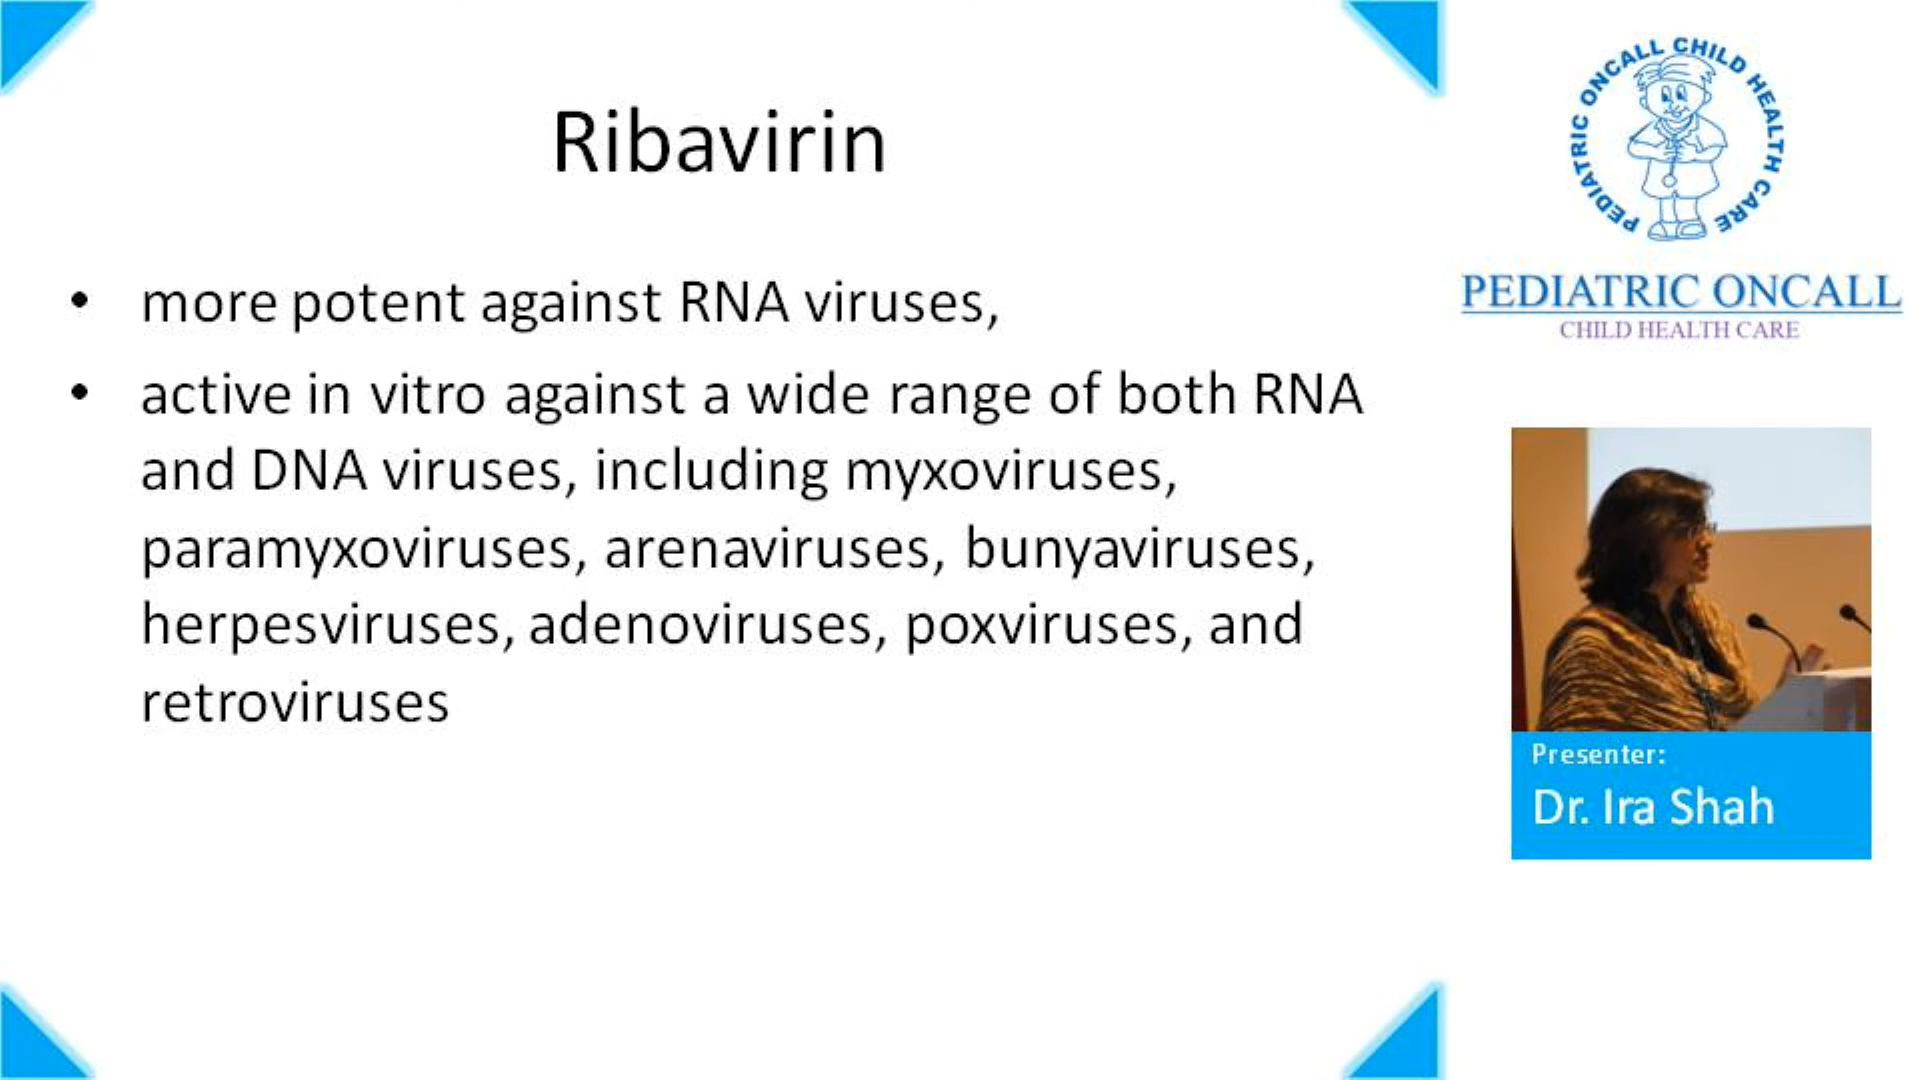 Ribavirin
• more potent against RNA viruses,
• active in vitro against a wide range of both RNA
and DNA viruses, including myxoviruses,
paramyxoviruses, arenaviruses, bunyaviruses,
herpesviruses, adenoviruses, poxviruses, and
retroviruses
PEDIATRIC ONCALL CHILD HEALTH CARE
PEDIATRIC ONCALL
CHILD HEALTH CARE
Presenter:
Dr. Ira Shah